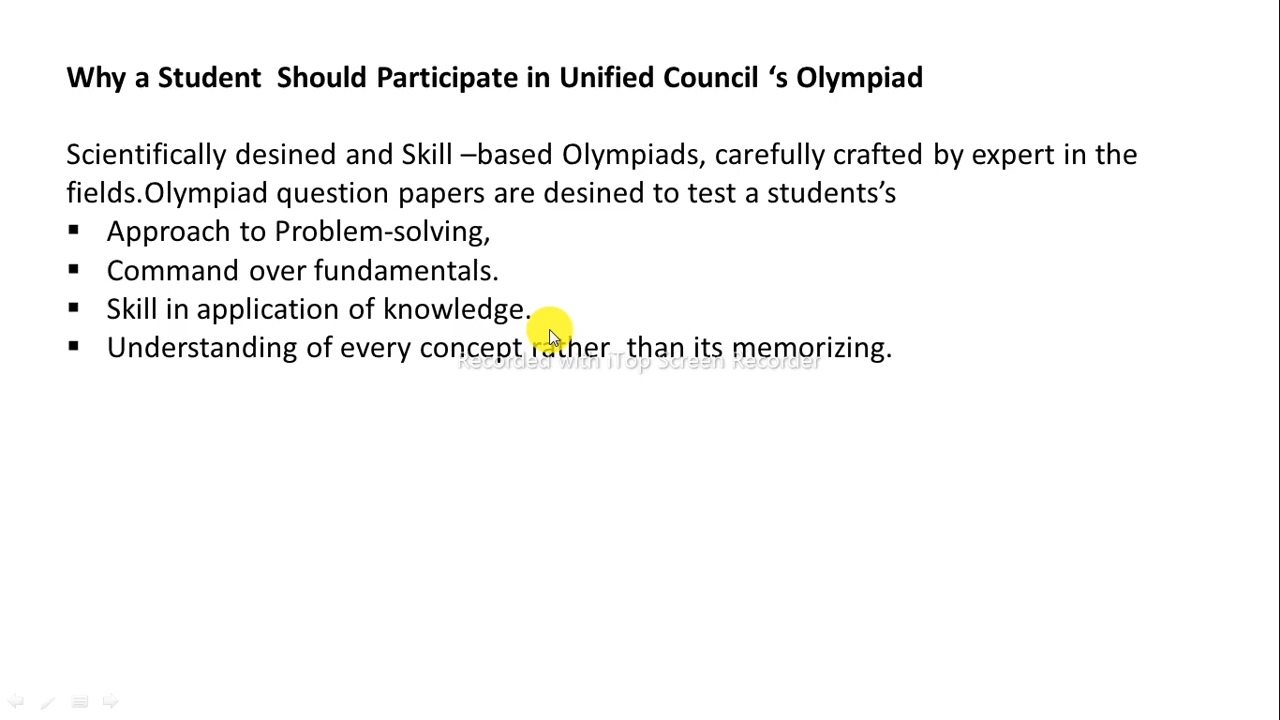 Why a Student  Should Participate in Unified Council ‘s Olympiad
Scientifically desined and Skill –based Olympiads, carefully crafted by expert in the
fields.Olympiad question papers are desined to test a students’s
▪ Approach to Problem-solving,
▪ Command over fundamentals.
▪ Skill in application of knowledge.
▪ Understanding of every concept rather  than its memorizing.
Recorded with iTop Screen Recorder